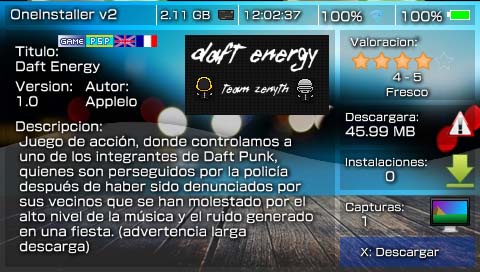 OneInstaller v2 2.11 GB 12:02:37 100% 100%
GAME PSP
Titulo:
Daft Energy
Version: Autor:
1.0 Applelo
daft energy
Team zenyth
Descripcion:
Juego de acción, donde controlamos a
uno de los integrantes de Daft Punk,
quienes son perseguidos por la policía
después de haber sido denunciados por
sus vecinos que se han molestado por el
alto nivel de la música y el ruido generado
en una fiesta. (advertencia larga
descarga)
Valoracion:
4 - 5
Fresco
Descargara:
45.99 MB
Instalaciones:
0
Capturas:
1
X: Descargar